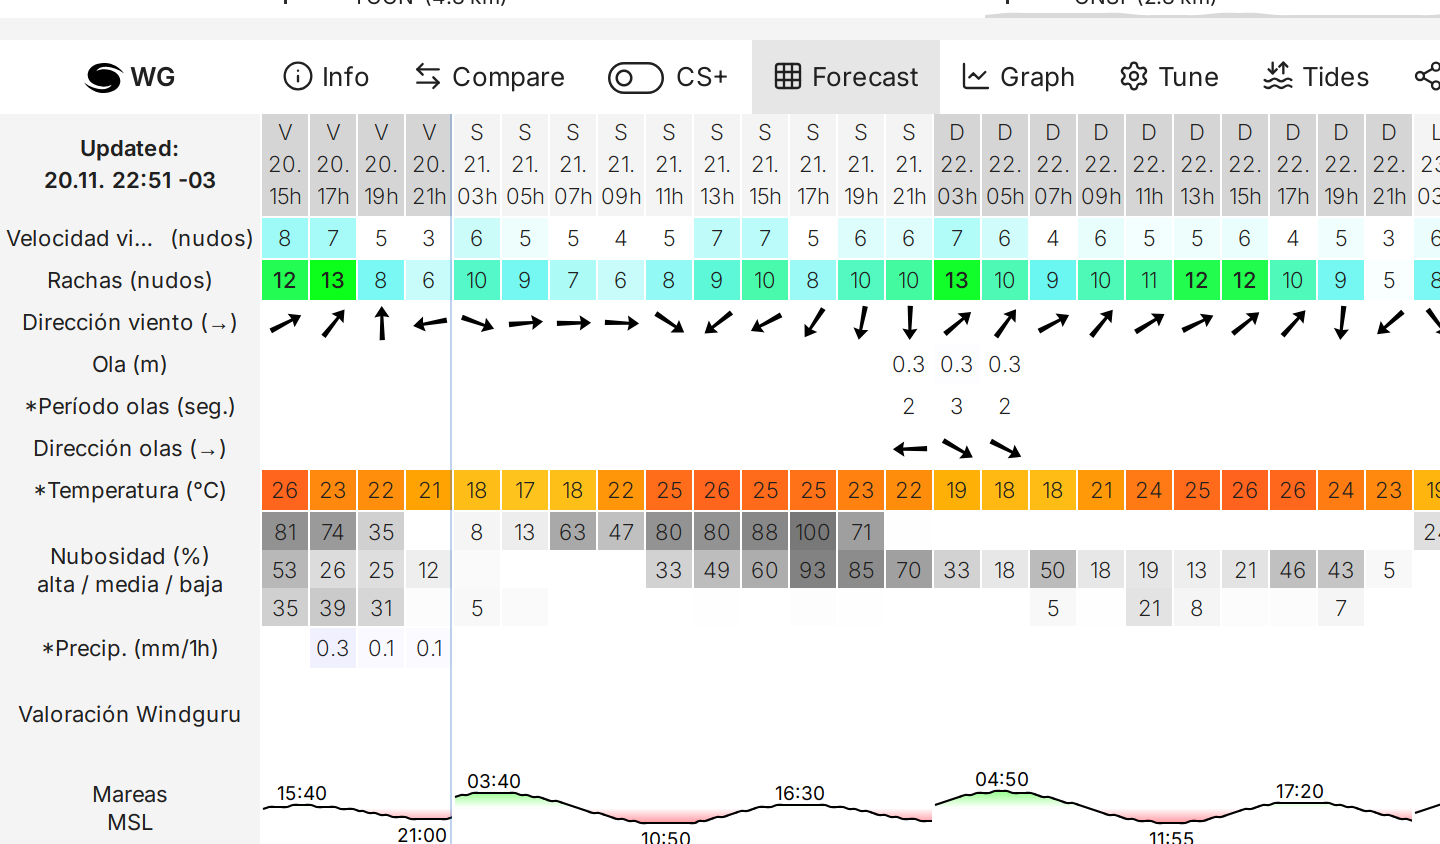 (4.8 km)
(2.8 km)
WG Info Compare CS+ Forecast Graph Tune Tides
Updated:
20.11. 22:51 -03
V V V V S S S S S S S S S S D D D D D D D D D D L
20. 20. 20. 20. 21. 21. 21. 21. 21. 21. 21. 21. 21. 21. 22. 22. 22. 22. 22. 22. 22. 22. 22. 22. 23
15h 17h 19h 21h 03h 05h 07h 09h 11h 13h 15h 17h 19h 21h 03h 05h 07h 09h 11h 13h 15h 17h 19h 21h 03
Velocidad vi... (nudos) 8 7 5 3 6 5 5 4 5 7 7 5 6 6 7 6 4 6 5 5 6 4 5 3 6
Rachas (nudos) 12 13 8 6 10 9 7 6 8 9 10 8 10 10 13 10 9 10 11 12 12 10 9 5 8
Dirección viento (→)
Ola (m) 0.3 0.3 0.3
*Período olas (seg.) 2 3 2
Dirección olas (→)
*Temperatura (°C) 26 23 22 21 18 17 18 22 25 26 25 25 23 22 19 18 18 21 24 25 26 26 24 23 19
81 74 35 8 13 63 47 80 80 88 100 71 24
Nubosidad (%)
alta / media / baja
53 26 25 12 33 49 60 93 85 70 33 18 50 18 19 13 21 46 43 5
35 39 31 5 5 21 8 7
*Precip. (mm/1h) 0.3 0.1 0.1
Valoración Windguru
Mareas
MSL
15:40 03:40 16:30 04:50 17:20
21:00 10:50 11:55